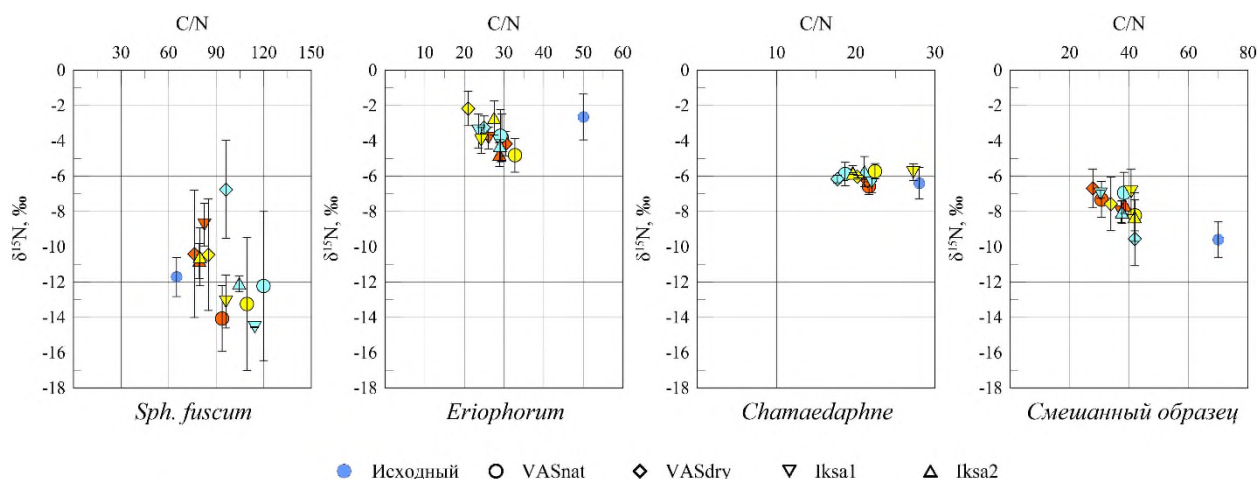 C/N C/N C/N C/N
30 60 90 120 150 10 20 30 40 50 60 10 20 30 20 40 60 80
0 0 0 0
-2 -2 -2 -2
-4 -4 -4 -4
-6 -6 -6 -6
-8 -8 -8 -8
-10 -10 -10 -10
-12 -12 -12 -12
-14 -14 -14 -14
-16 -16 -16 -16
-18 -18 -18 -18
δ¹⁵N, ‰ δ¹⁵N, ‰ δ¹⁵N, ‰ δ¹⁵N, ‰
Sph. fuscum Eriophorum Chamaedaphne Смешанный образец
Исходный VASnat VASdry Iksa1 Iksa2